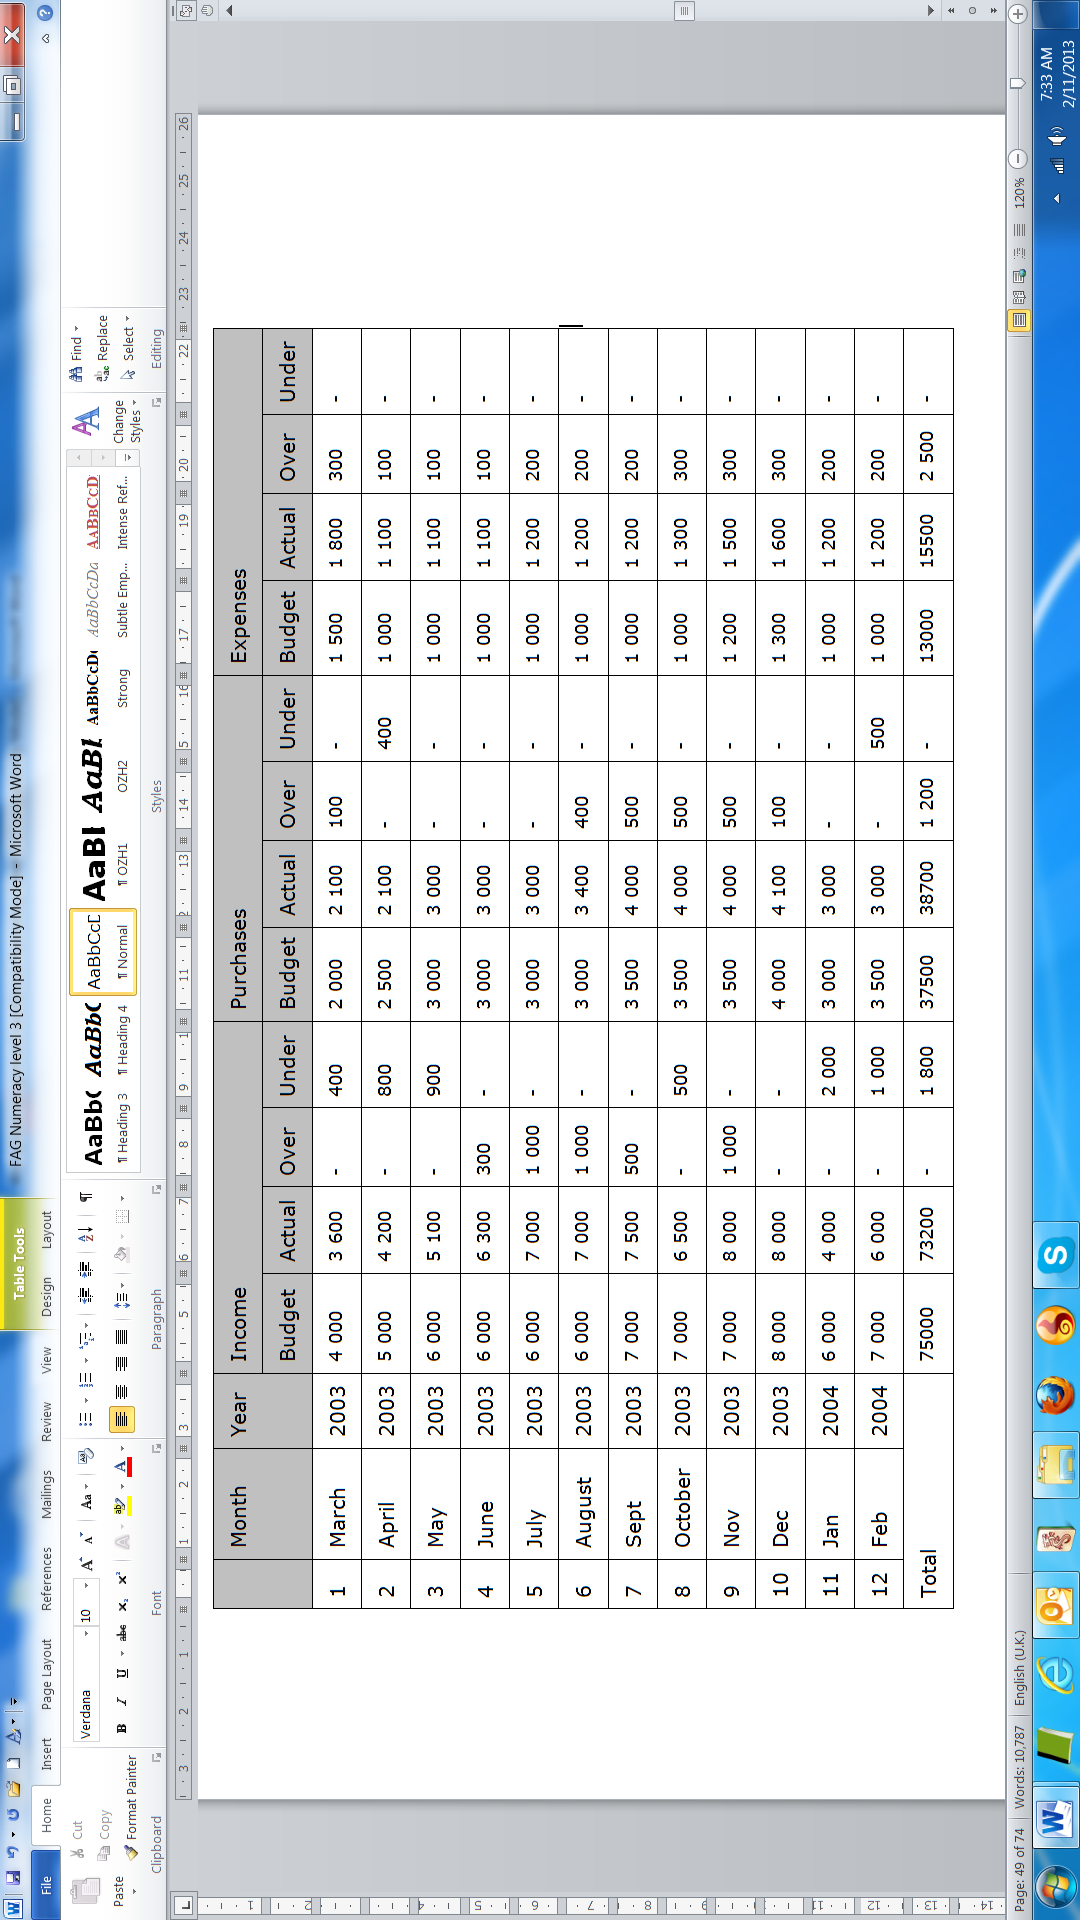 FAG Numeracy level 3 [Compatibility Mode] - Microsoft Word
Table Tools
File Home Insert Page Layout References Mailings Review View Design Layout
Paste
Cut
Copy
Format Painter
Clipboard
Verdana 10
Font
Paragraph
AaBbC AaBbC AaBbCcD AaBl AaBl AaBbCcD AaBbCcDa AaBbCcD
¶ Heading 3 ¶ Heading 4 ¶ Normal ¶ OZH1 OZH2 Strong Subtle Emp... Intense Ref...
Change Styles
Styles
Find
Replace
Select
Editing
Month Year Income Purchases Expenses
Budget Actual Over Under Budget Actual Over Under Budget Actual Over Under
1 March 2003 4 000 3 600 - 400 2 000 2 100 100 - 1 500 1 800 300 -
2 April 2003 5 000 4 200 - 800 2 500 2 100 - 400 1 000 1 100 100 -
3 May 2003 6 000 5 100 - 900 3 000 3 000 - - 1 000 1 100 100 -
4 June 2003 6 000 6 300 300 - 3 000 3 000 - - 1 000 1 100 100 -
5 July 2003 6 000 7 000 1 000 - 3 000 3 000 - - 1 000 1 200 200 -
6 August 2003 6 000 7 000 1 000 - 3 000 3 400 400 - 1 000 1 200 200 -
7 Sept 2003 7 000 7 500 500 - 3 500 4 000 500 - 1 000 1 200 200 -
8 October 2003 7 000 6 500 - 500 3 500 4 000 500 - 1 000 1 300 300 -
9 Nov 2003 7 000 8 000 1 000 - 3 500 4 000 500 - 1 200 1 500 300 -
10 Dec 2003 8 000 8 000 - - 4 000 4 100 100 - 1 300 1 600 300 -
11 Jan 2004 6 000 4 000 - 2 000 3 000 3 000 - - 1 000 1 200 200 -
12 Feb 2004 7 000 6 000 - 1 000 3 500 3 000 - 500 1 000 1 200 200 -
Total 75000 73200 - 1 800 37500 38700 1 200 - 13000 15500 2 500 -
Page: 49 of 74 Words: 10,787 English (U.K.) 120%
7:33 AM
2/11/2013